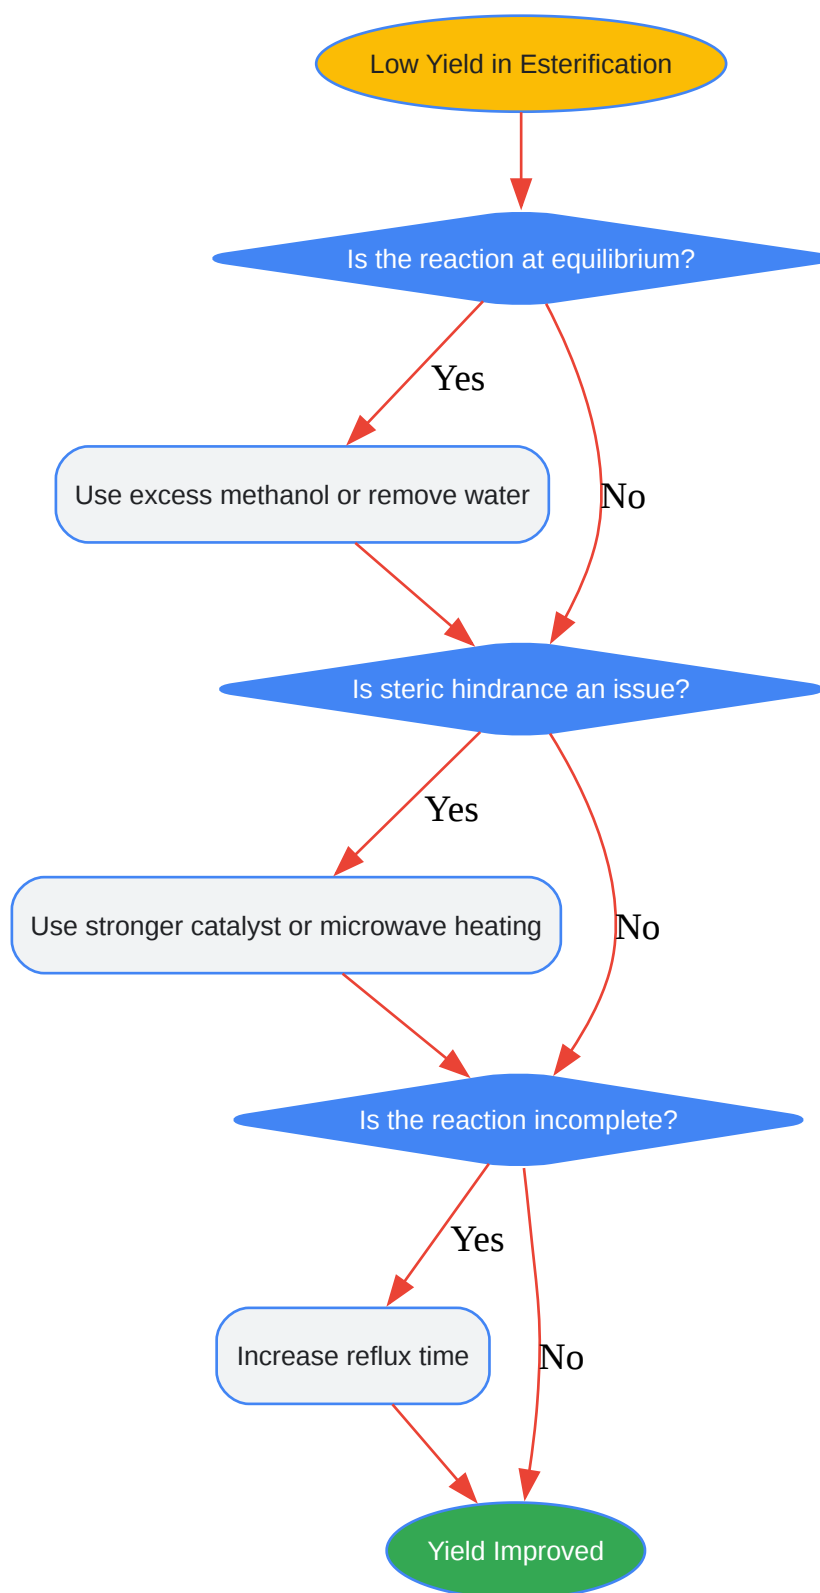 Low Yield in Esterification
Is the reaction at equilibrium?
Yes
Use excess methanol or remove water
No
Is steric hindrance an issue?
Yes
Use stronger catalyst or microwave heating
No
Is the reaction incomplete?
Yes
Increase reflux time
No
Yield Improved